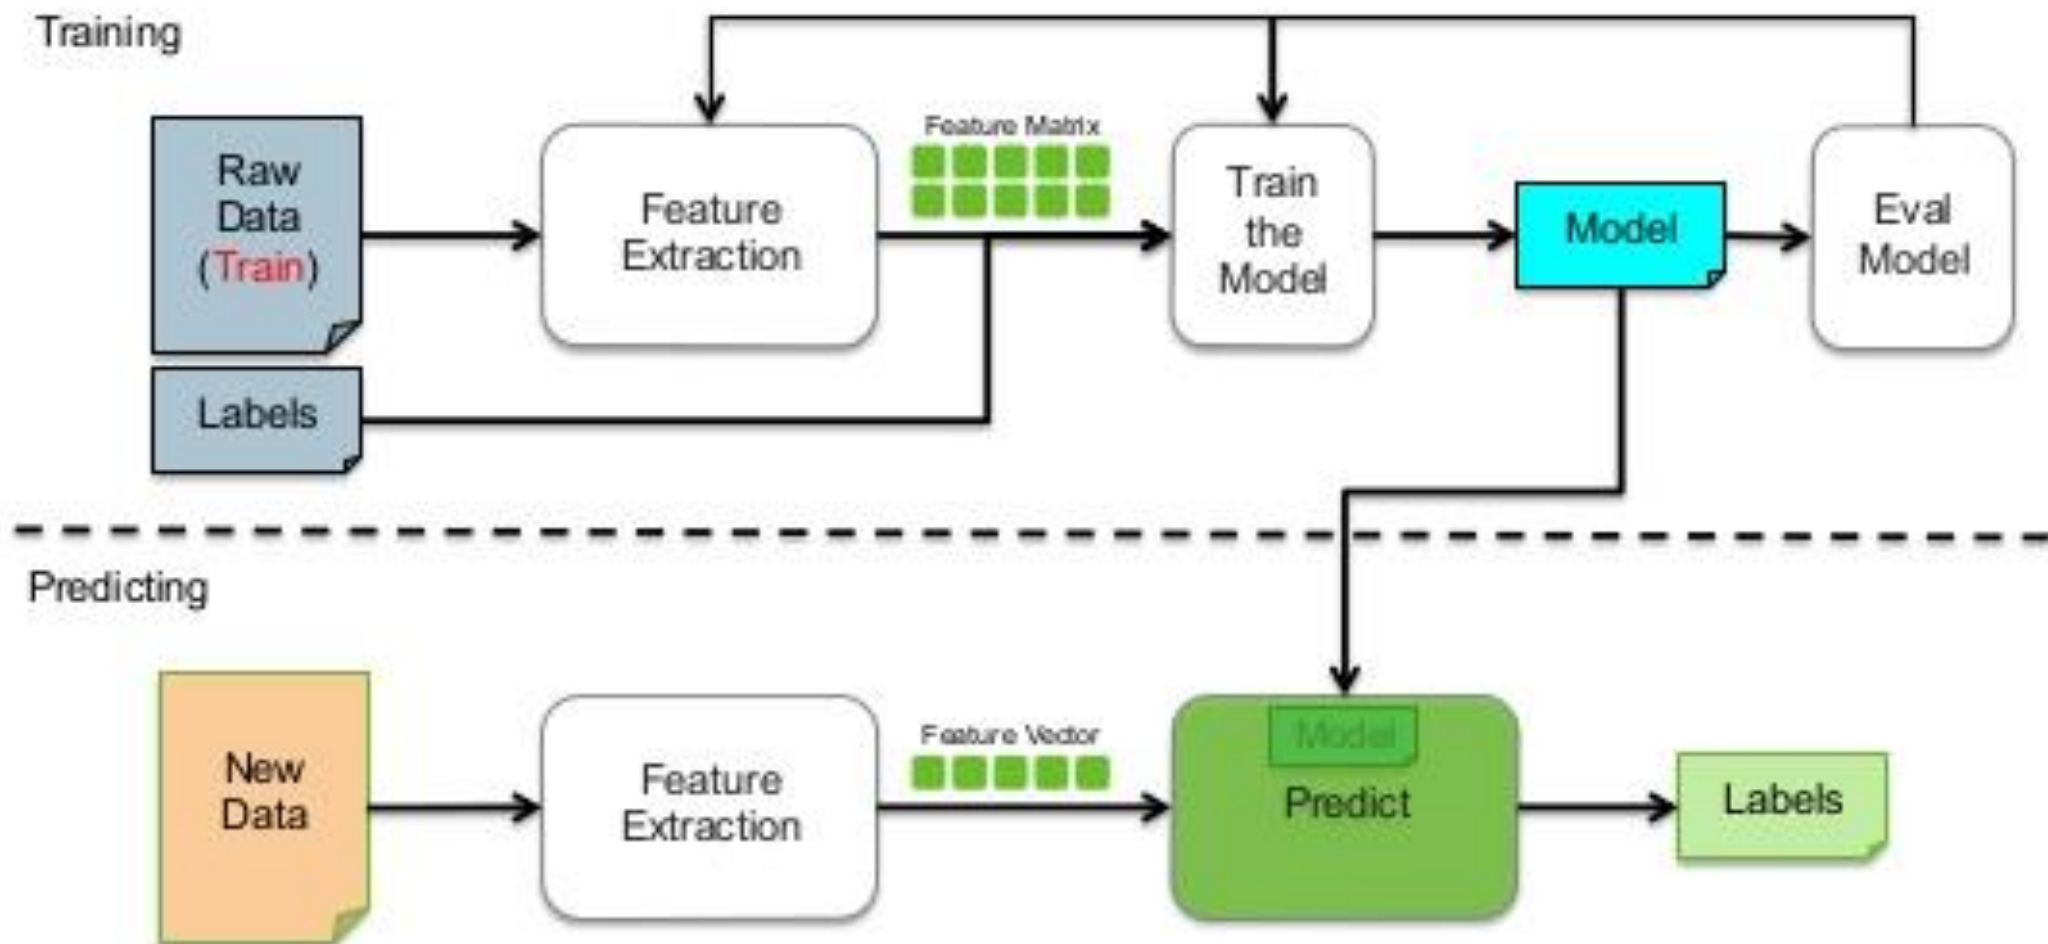 Training
Raw
Data
(Train)
Labels
Feature
Extraction
Feature Matrix
Train
the
Model
Model
Eval
Model
Predicting
New
Data
Feature
Extraction
Feature Vector
Model
Predict
Labels